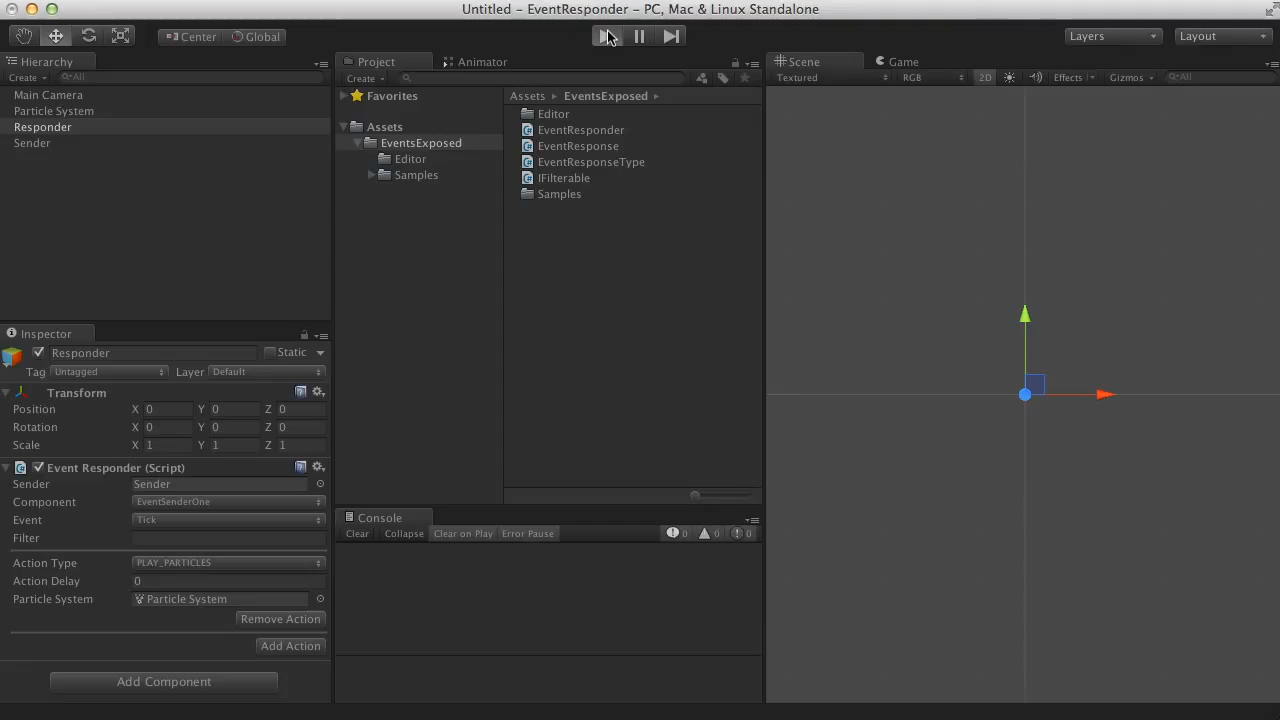 Untitled – EventResponder – PC, Mac & Linux Standalone
Center Global
Layers Layout
Hierarchy
Create All
Main Camera
Particle System
Responder
Sender
Project Animator
Create
Favorites
Assets
EventsExposed
Editor
Samples
Assets EventsExposed
Editor
EventResponder
EventResponse
EventResponseType
IFilterable
Samples
Scene Game
Textured RGB 2D Effects Gizmos All
Inspector
Responder Static
Tag Untagged Layer Default
Transform
Position X 0 Y 0 Z 0
Rotation X 0 Y 0 Z 0
Scale X 1 Y 1 Z 1
Event Responder (Script)
Sender Sender
Component EventSenderOne
Event Tick
Filter
Action Type PLAY_PARTICLES
Action Delay 0
Particle System Particle System
Remove Action
Add Action
Add Component
Console
Clear Collapse Clear on Play Error Pause 0 0 0